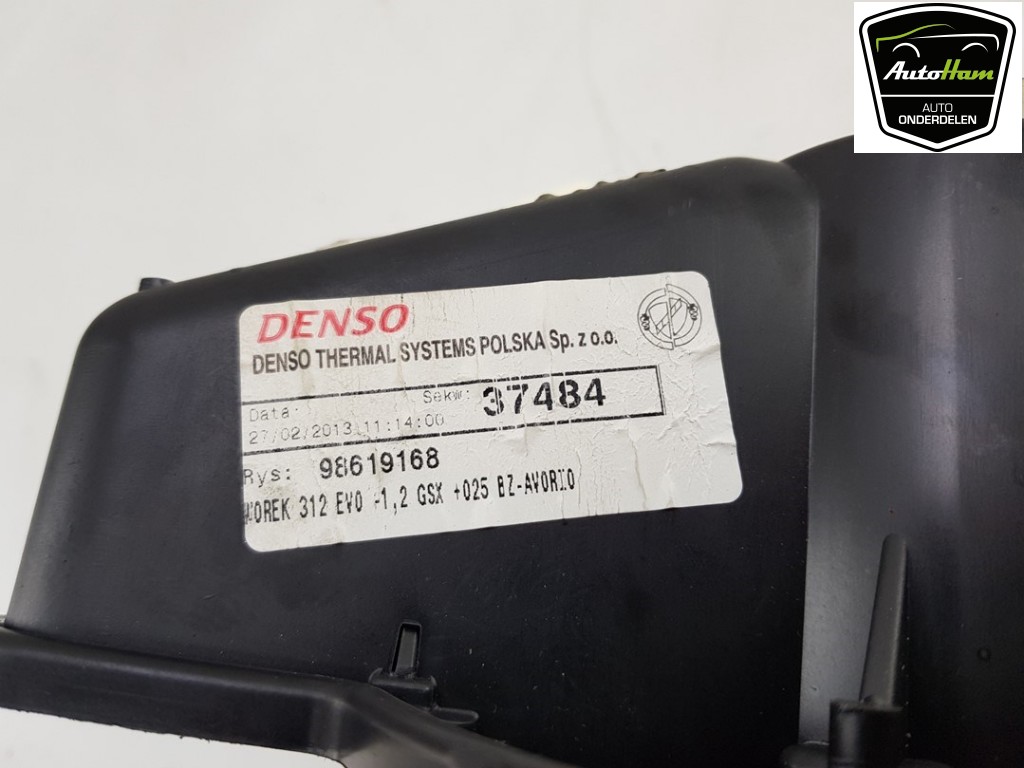 AutoHam
AUTO
ONDERDELEN
DENSO
DENSO THERMAL SYSTEMS POLSKA Sp. z o.o.
Data: Sekw: 37484
27/02/2013 11:14:00
Rys: 98619168
312 EVO -1,2 GSX +025 BZ-AVORIO